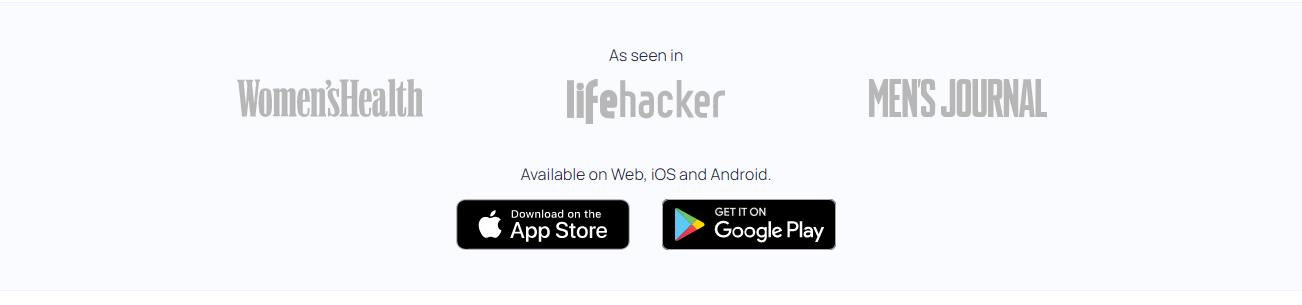 As seen in
Women'sHealth
lifehacker
MEN'S JOURNAL
Available on Web, iOS and Android.
Download on the
App Store
GET IT ON
Google Play